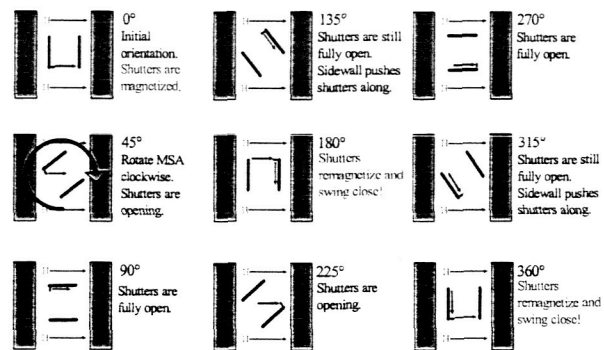 0°
Initial
orientation.
Shutters are
magnetized.
45°
Rotate MSA
clockwise.
Shutters are
opening.
90°
Shutters are
fully open.
135°
Shutters are still
fully open.
Sidewall pushes
shutters along.
180°
Shutters
remagnetize and
swing close!
225°
Shutters are
opening.
270°
Shutters are
fully open.
315°
Shutters are still
fully open.
Sidewall pushes
shutters along.
360°
Shutters
remagnetize and
swing close!